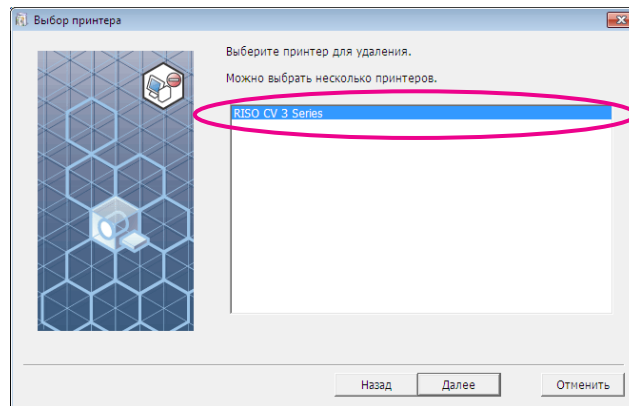 Выбор принтера
Выберите принтер для удаления.
Можно выбрать несколько принтеров.
RISO CV 3 Series
Назад
Далее
Отменить